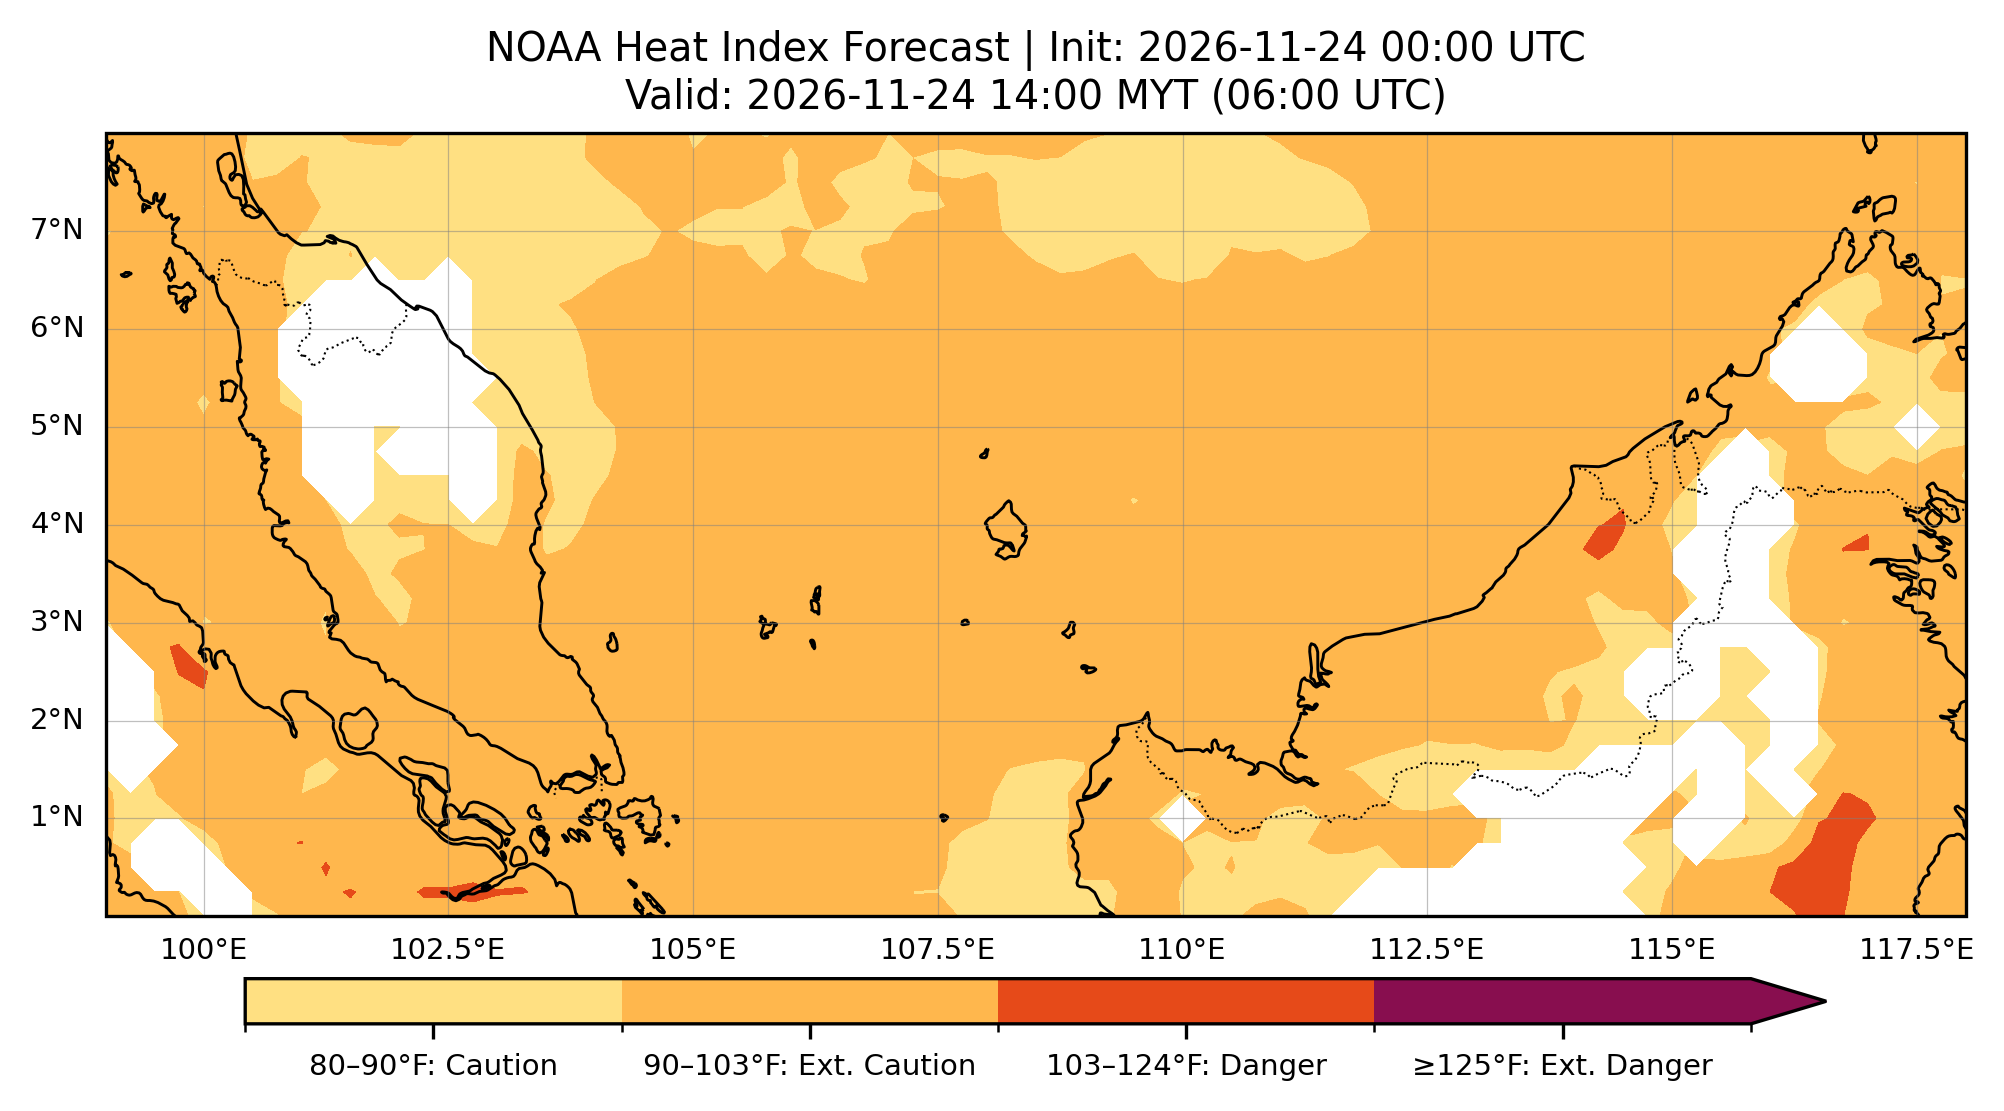 NOAA Heat Index Forecast | Init: 2026-11-24 00:00 UTC
Valid: 2026-11-24 14:00 MYT (06:00 UTC)
7°N
6°N
5°N
4°N
3°N
2°N
1°N
100°E
102.5°E
105°E
107.5°E
110°E
112.5°E
115°E
117.5°E
80–90°F: Caution
90–103°F: Ext. Caution
103–124°F: Danger
≥125°F: Ext. Danger